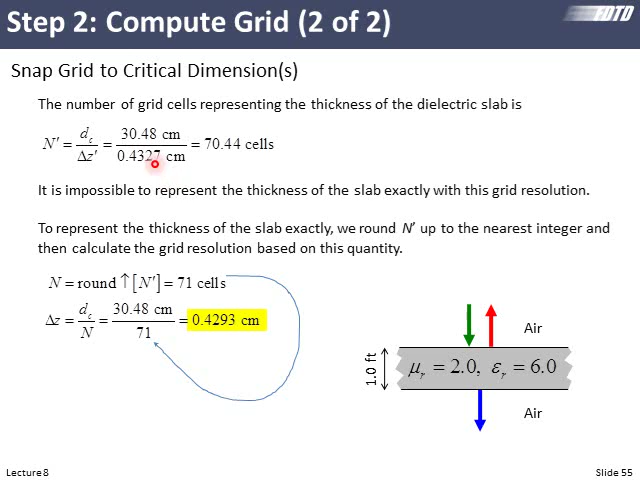 Step 2: Compute Grid (2 of 2)
FDTD
Snap Grid to Critical Dimension(s)
The number of grid cells representing the thickness of the dielectric slab is
N′ = d_c / Δz′ = 30.48 cm / 0.4327 cm = 70.44 cells
It is impossible to represent the thickness of the slab exactly with this grid resolution.
To represent the thickness of the slab exactly, we round N′ up to the nearest integer and
then calculate the grid resolution based on this quantity.
N = round ↑ [N′] = 71 cells
Δz = d_c / N = 30.48 cm / 71 = 0.4293 cm
Air
1.0 ft
μ_r = 2.0, ε_r = 6.0
Air
Lecture 8
Slide 55